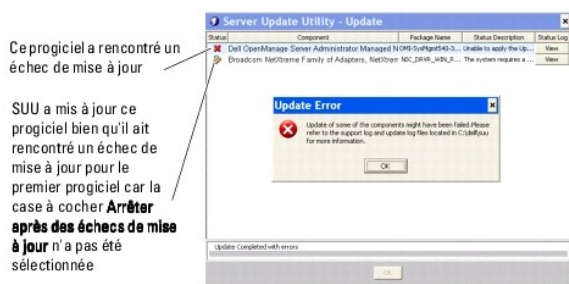 Ce progiciel a rencontré un
échec de mise à jour
SUU a mis à jour ce
progiciel bien qu'il ait
rencontré un échec de
mise à jour pour le
premier progiciel car la
case à cocher Arrêter
après des échecs de mise
à jour n'a pas été
sélectionnée
Server Update Utility - Update
Status Component Package Name Status Description Status Log
Dell OpenManage Server Administrator Managed N OMI-SysMgmt543-3... Unable to apply the Up... View
Broadcom NetXtreme Family of Adapters, NetXtrem NIC_DRVR_WIN_R... The system requires a ... View
Update Error
Update of some of the components might have been failed.Please
refer to the support log and update log files located in C:\dell\suu
for more information.
OK
Update Completed with errors
OK